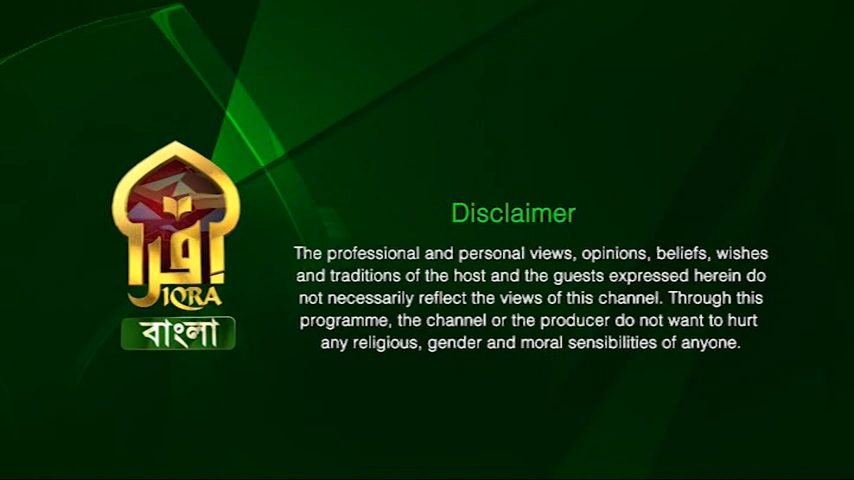 اقرأ
IQRA
বাংলা
Disclaimer
The professional and personal views, opinions, beliefs, wishes
and traditions of the host and the guests expressed herein do
not necessarily reflect the views of this channel. Through this
programme, the channel or the producer do not want to hurt
any religious, gender and moral sensibilities of anyone.